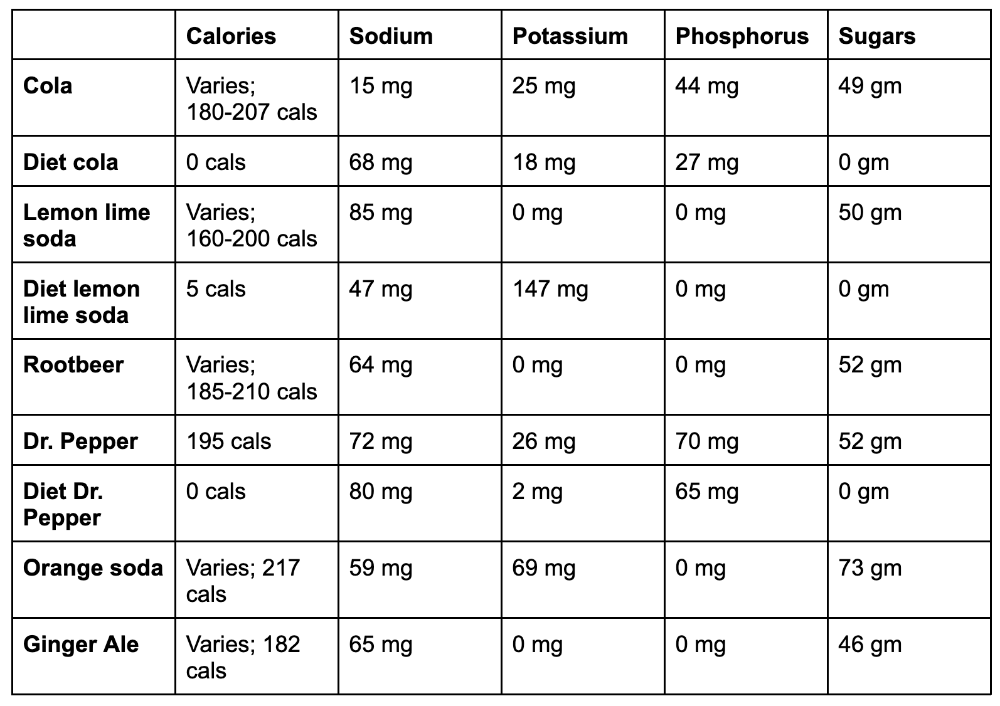 Calories Sodium Potassium Phosphorus Sugars
Cola Varies; 15 mg 25 mg 44 mg 49 gm
180-207 cals
Diet cola 0 cals 68 mg 18 mg 27 mg 0 gm
Lemon lime Varies; 85 mg 0 mg 0 mg 50 gm
soda 160-200 cals
Diet lemon 5 cals 47 mg 147 mg 0 mg 0 gm
lime soda
Rootbeer Varies; 64 mg 0 mg 0 mg 52 gm
185-210 cals
Dr. Pepper 195 cals 72 mg 26 mg 70 mg 52 gm
Diet Dr. 0 cals 80 mg 2 mg 65 mg 0 gm
Pepper
Orange soda Varies; 217 59 mg 69 mg 0 mg 73 gm
cals
Ginger Ale Varies; 182 65 mg 0 mg 0 mg 46 gm
cals